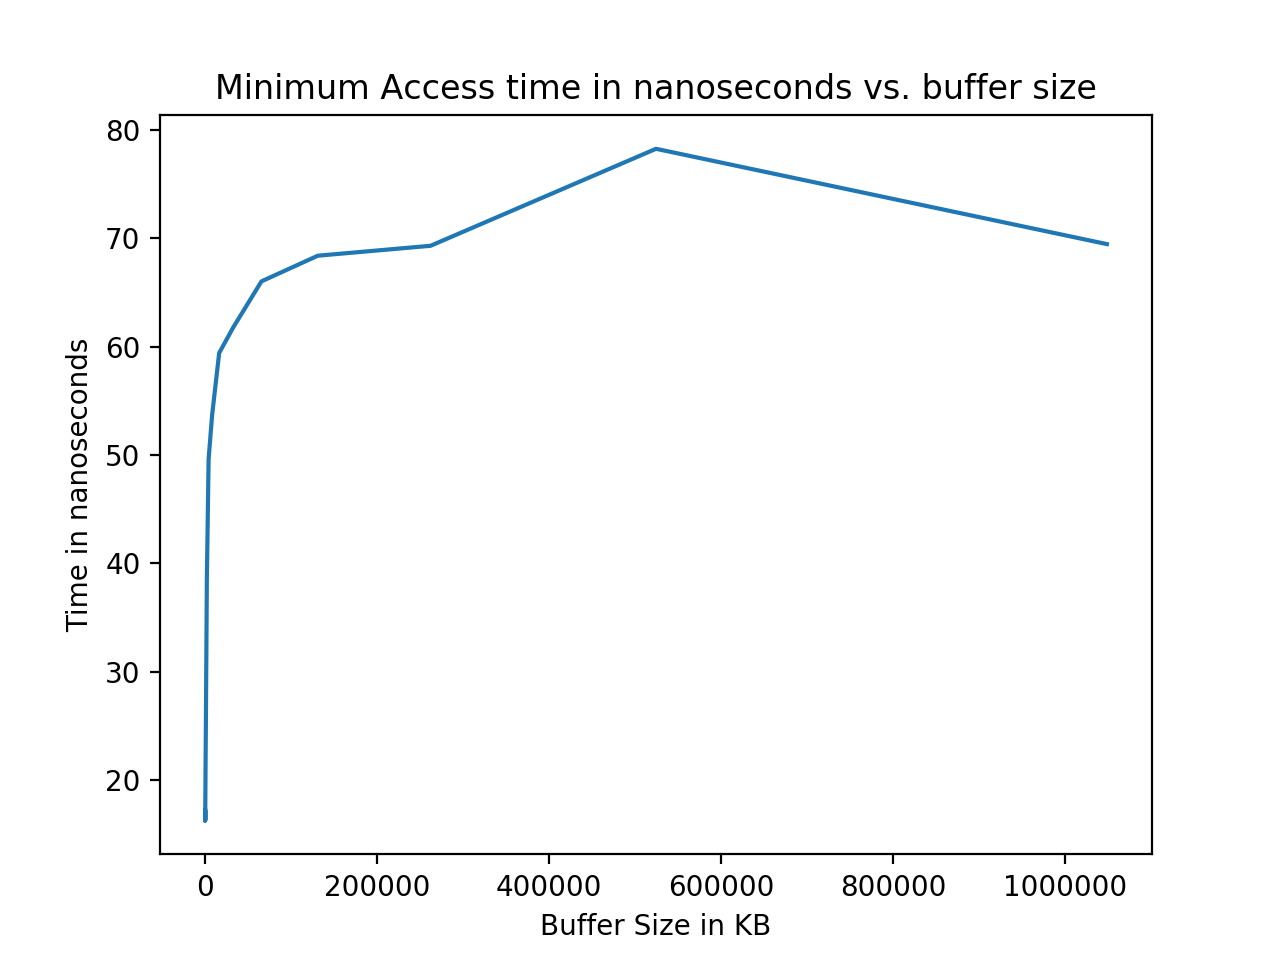 Minimum Access time in nanoseconds vs. buffer size
80
70
60
50
40
30
20
Time in nanoseconds
0 200000 400000 600000 800000 1000000
Buffer Size in KB